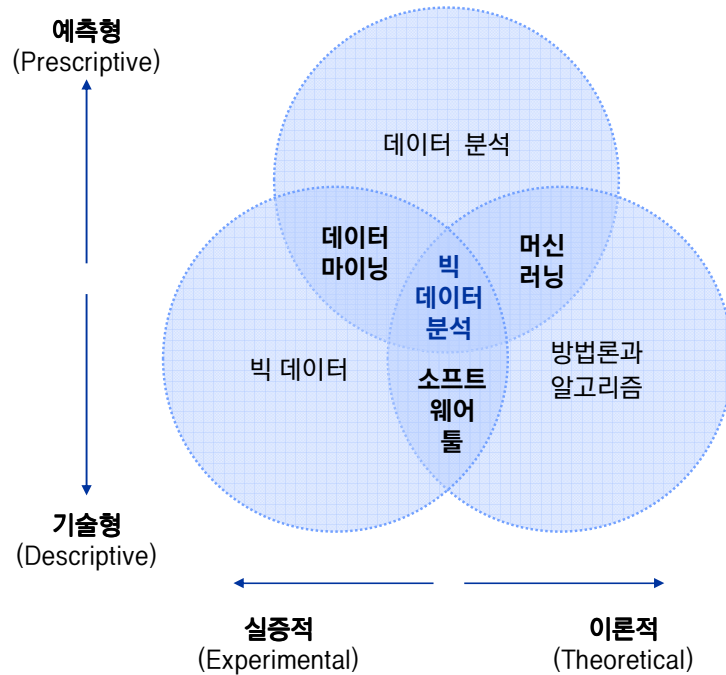 예측형
(Prescriptive)
데이터 분석
데이터
마이닝
머신
러닝
빅
데이터
분석
빅 데이터
방법론과
알고리즘
소프트
웨어
툴
기술형
(Descriptive)
실증적
(Experimental)
이론적
(Theoretical)